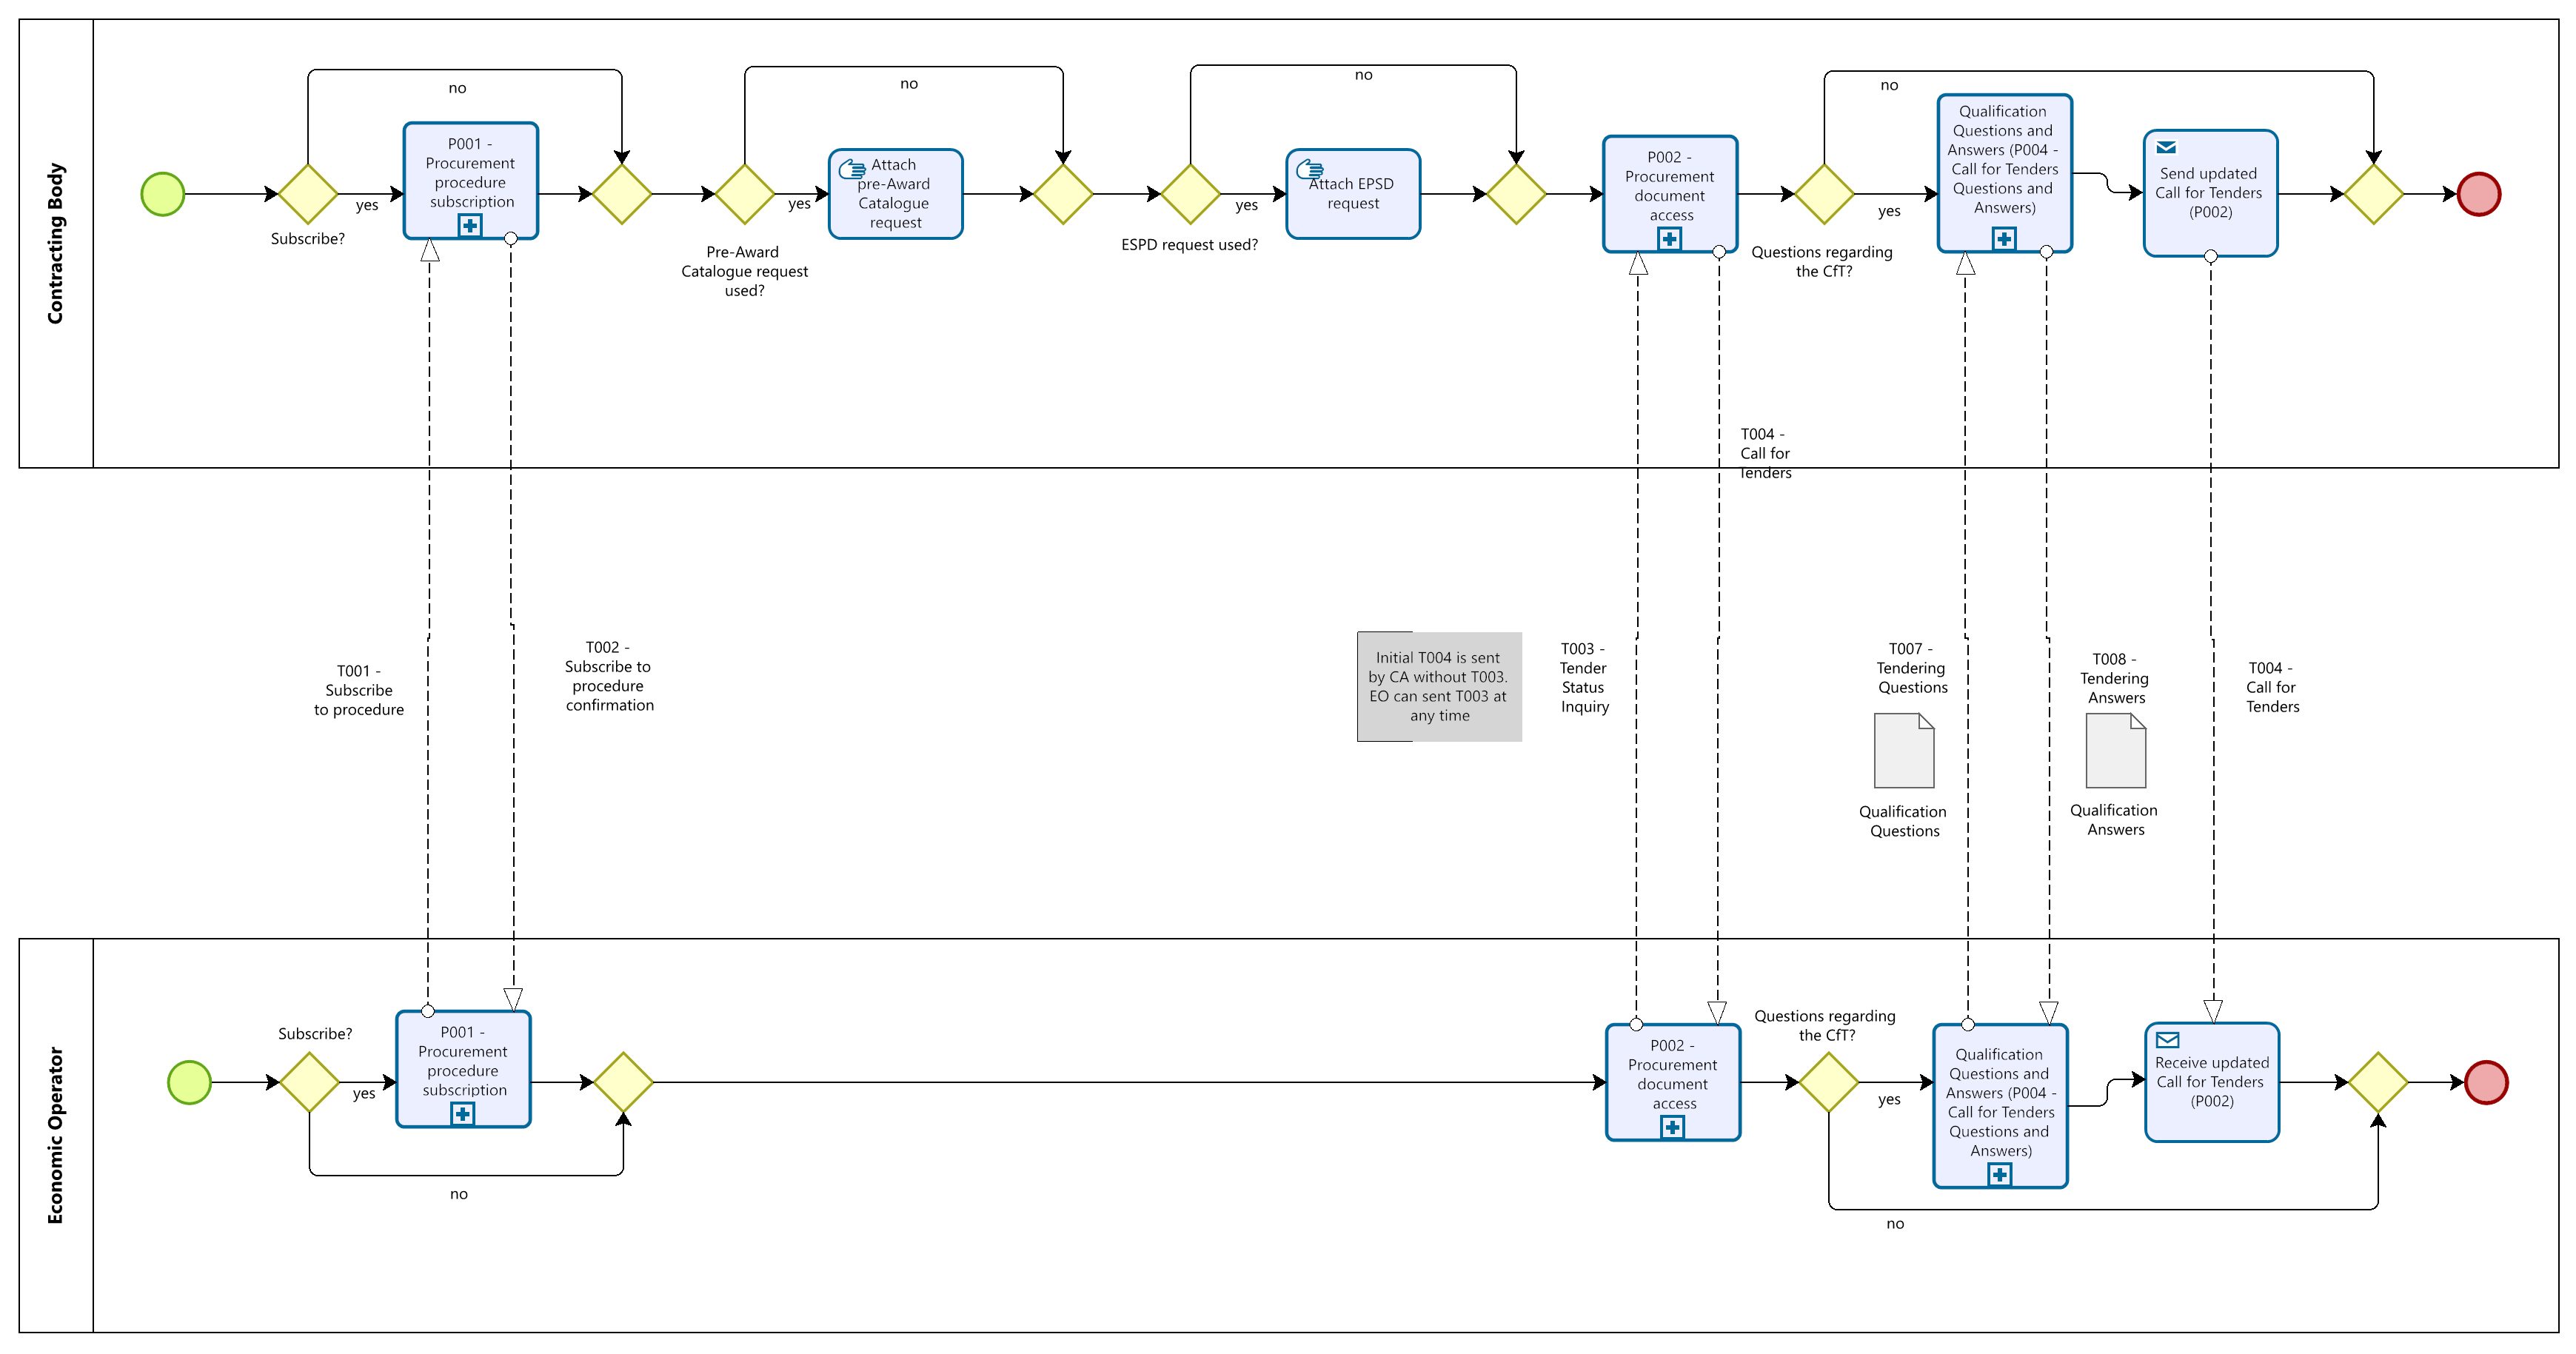 Contracting Body
no
no
no
no
Subscribe?
yes
P001 -
Procurement
procedure
subscription
Pre-Award
Catalogue request
used?
yes
Attach
pre-Award
Catalogue
request
ESPD request used?
yes
Attach EPSD
request
P002 -
Procurement
document
access
Questions regarding
the CfT?
yes
Qualification
Questions and
Answers (P004 -
Call for Tenders
Questions and
Answers)
Send updated
Call for Tenders
(P002)
T004 -
Call for
Tenders
T001 -
Subscribe
to procedure
T002 -
Subscribe to
procedure
confirmation
Initial T004 is sent
by CA without T003.
EO can sent T003 at
any time
T003 -
Tender
Status
Inquiry
T007 -
Tendering
Questions
Qualification
Questions
T008 -
Tendering
Answers
Qualification
Answers
T004 -
Call for
Tenders
Economic Operator
Subscribe?
yes
no
P001 -
Procurement
procedure
subscription
P002 -
Procurement
document
access
Questions regarding
the CfT?
yes
no
Qualification
Questions and
Answers (P004 -
Call for Tenders
Questions and
Answers)
Receive updated
Call for Tenders
(P002)